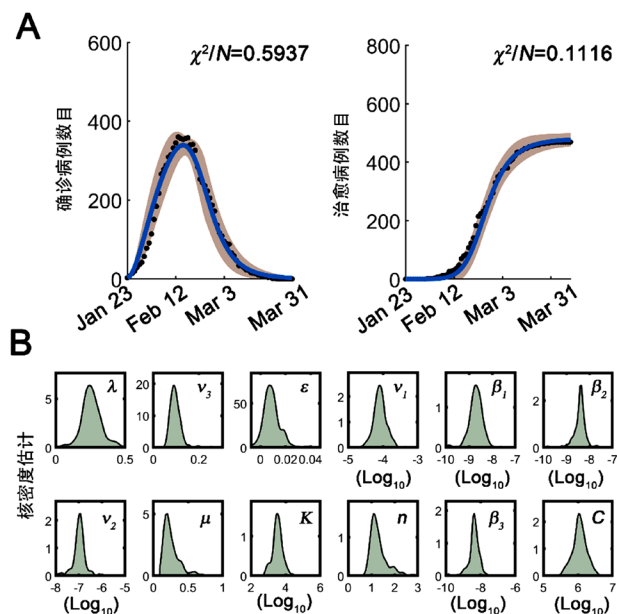 A
600
400
200
0
确诊病例数目
χ²/N=0.5937
Jan 23
Feb 12
Mar 3
Mar 31
800
600
400
200
0
治愈病例数目
χ²/N=0.1116
Jan 23
Feb 12
Mar 3
Mar 31
B
核密度估计
λ
5
0
0 0.5
ν₃
20
10
0
0 0.2
ε
50
0
0 0.02 0.04
ν₁
1
0
-5 -4 -3
(Log₁₀)
β₁
1
0
-10 -9 -8 -7
(Log₁₀)
β₂
2
0
-10 -9 -8 -7
(Log₁₀)
ν₂
2
1
0
-8 -7 -6 -5
(Log₁₀)
μ
5
0
0 0.5 1
K
1
0
2 4 6
(Log₁₀)
n
1
0
0 1 2 3
(Log₁₀)
β₃
1
0
-10 -8 -6
(Log₁₀)
C
2
1
0
5 6 7
(Log₁₀)